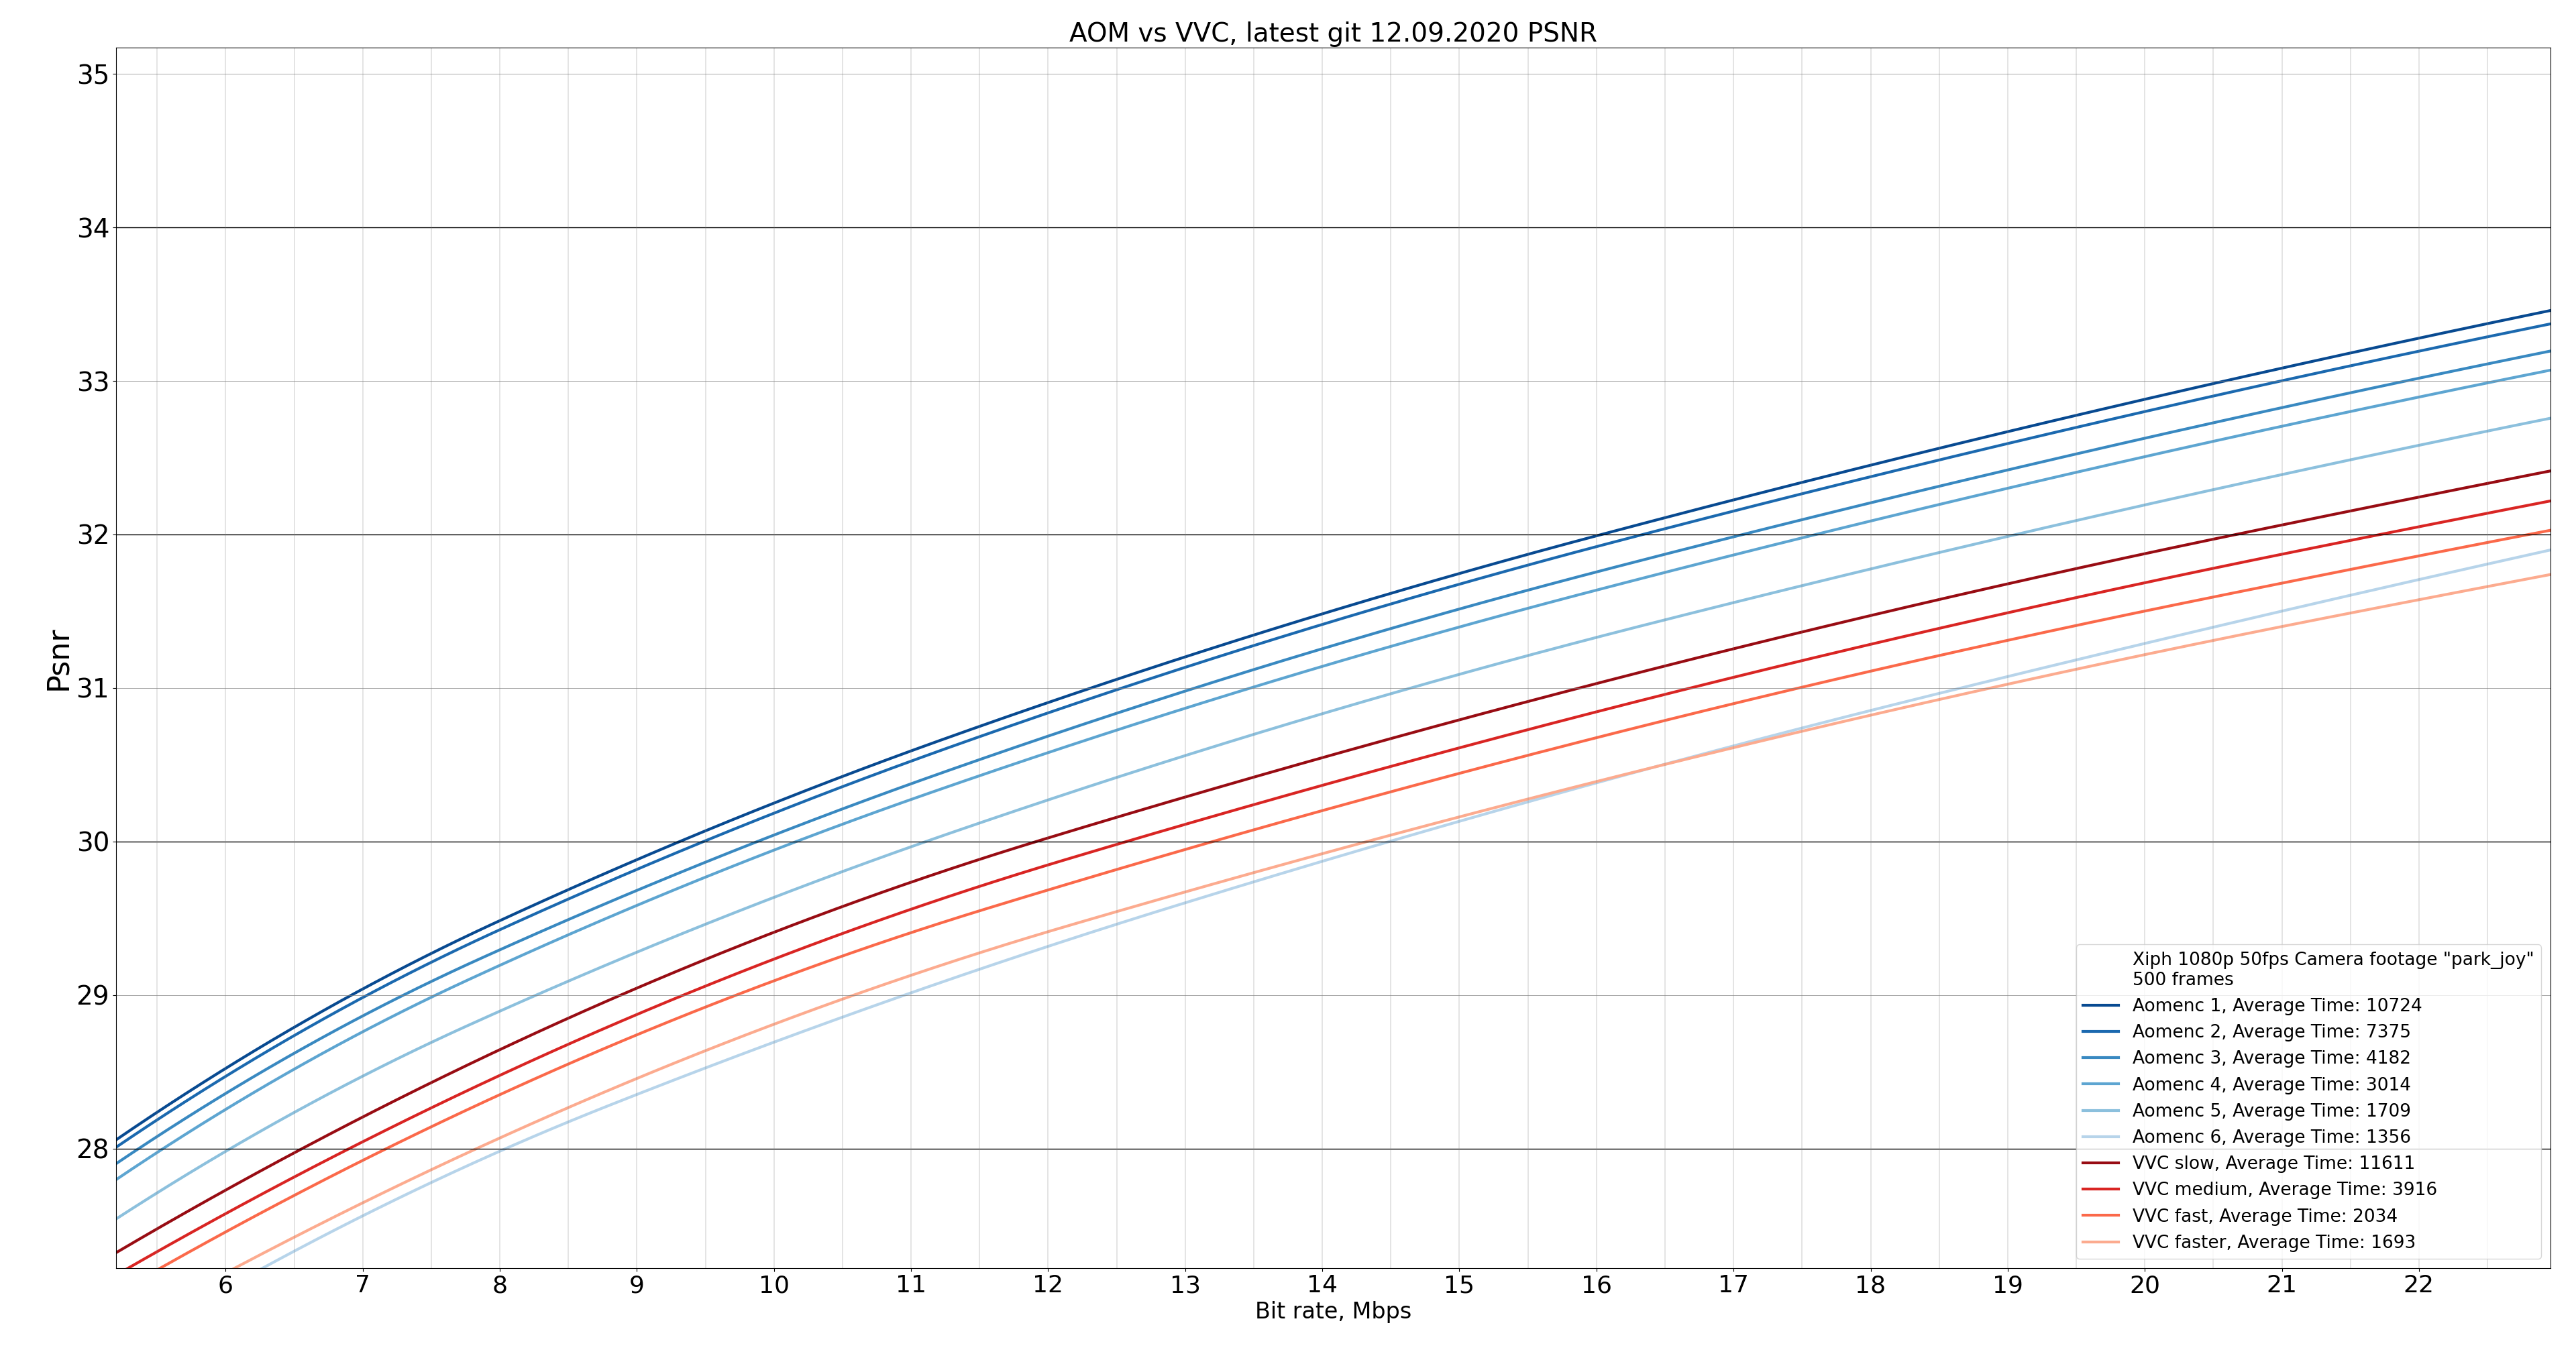 AOM vs VVC, latest git 12.09.2020 PSNR
35
34
33
32
31
30
29
28
Psnr
6 7 8 9 10 11 12 13 14 15 16 17 18 19 20 21 22
Bit rate, Mbps
Xiph 1080p 50fps Camera footage "park_joy"
500 frames
Aomenc 1, Average Time: 10724
Aomenc 2, Average Time: 7375
Aomenc 3, Average Time: 4182
Aomenc 4, Average Time: 3014
Aomenc 5, Average Time: 1709
Aomenc 6, Average Time: 1356
VVC slow, Average Time: 11611
VVC medium, Average Time: 3916
VVC fast, Average Time: 2034
VVC faster, Average Time: 1693